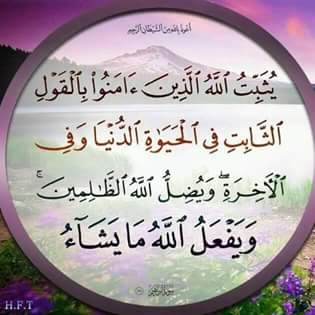 أعوذ بالله من الشيطان الرجيم
يُثَبِّتُ ٱللَّهُ ٱلَّذِينَ ءَامَنُوا۟ بِٱلْقَوْلِ
ٱلثَّابِتِ فِى ٱلْحَيَوٰةِ ٱلدُّنْيَا وَفِى
ٱلْءَاخِرَةِ ۖ وَيُضِلُّ ٱللَّهُ ٱلظَّـٰلِمِينَ ۚ
وَيَفْعَلُ ٱللَّهُ مَا يَشَآءُ
H.F.T